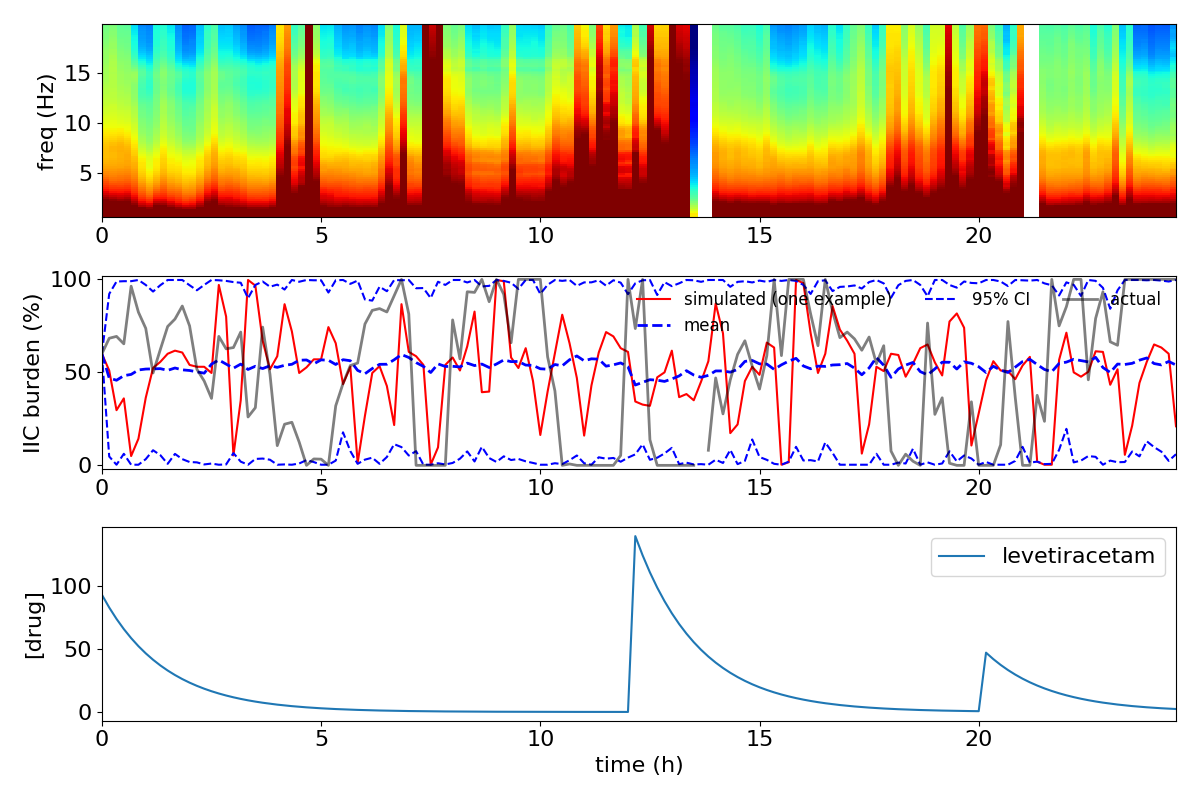 freq (Hz)
15
10
5
0 5 10 15 20
IIC burden (%)
100
50
0
simulated (one example) 95% CI actual
mean
0 5 10 15 20
[drug]
100
50
0
levetiracetam
0 5 10 15 20
time (h)